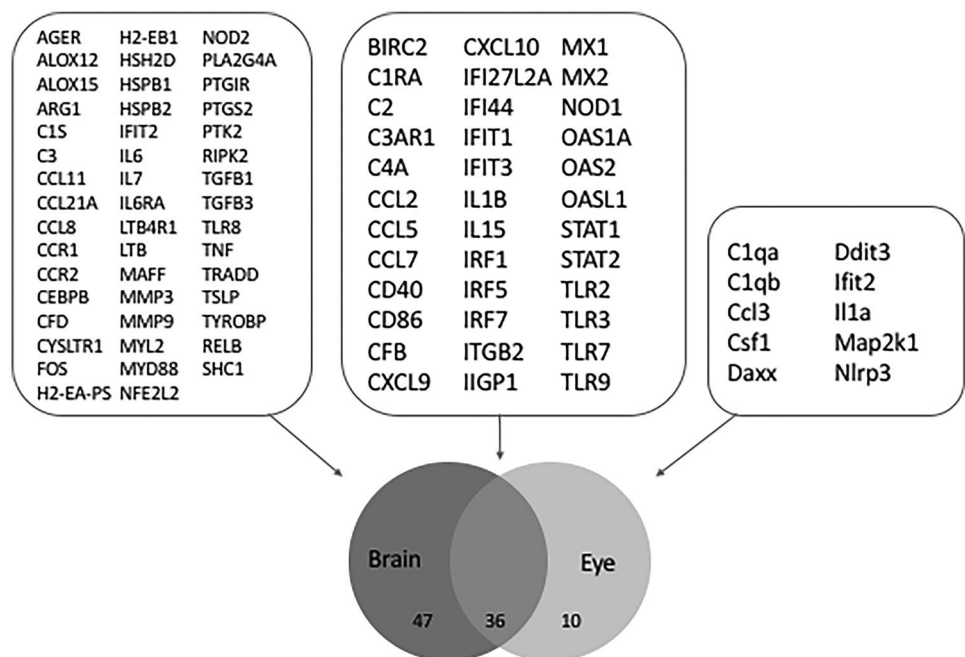 AGER H2-EB1 NOD2
ALOX12 HSH2D PLA2G4A
ALOX15 HSPB1 PTGIR
ARG1 HSPB2 PTGS2
C1S IFIT2 PTK2
C3 IL6 RIPK2
CCL11 IL7 TGFB1
CCL21A IL6RA TGFB3
CCL8 LTB4R1 TLR8
CCR1 LTB TNF
CCR2 MAFF TRADD
CEBPB MMP3 TSLP
CFD MMP9 TYROBP
CYSLTR1 MYL2 RELB
FOS MYD88 SHC1
H2-EA-PS NFE2L2
BIRC2 CXCL10 MX1
C1RA IFI27L2A MX2
C2 IFI44 NOD1
C3AR1 IFIT1 OAS1A
C4A IFIT3 OAS2
CCL2 IL1B OASL1
CCL5 IL15 STAT1
CCL7 IRF1 STAT2
CD40 IRF5 TLR2
CD86 IRF7 TLR3
CFB ITGB2 TLR7
CXCL9 IIGP1 TLR9
C1qa Ddit3
C1qb Ifit2
Ccl3 Il1a
Csf1 Map2k1
Daxx Nlrp3
Brain Eye
47 36 10